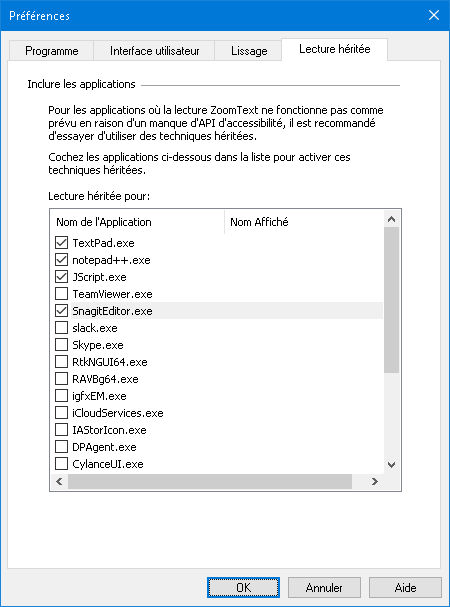 Préférences
Programme Interface utilisateur Lissage Lecture héritée
Inclure les applications
Pour les applications où la lecture ZoomText ne fonctionne pas comme
prévu en raison d'un manque d'API d'accessibilité, il est recommandé
d'essayer d'utiliser des techniques héritées.
Cochez les applications ci-dessous dans la liste pour activer ces
techniques héritées.
Lecture héritée pour:
Nom de l'Application Nom Affiché
TextPad.exe
notepad++.exe
JScript.exe
TeamViewer.exe
SnagitEditor.exe
slack.exe
Skype.exe
RtkNGUI64.exe
RAVBg64.exe
igfxEM.exe
iCloudServices.exe
IAStorIcon.exe
DPAgent.exe
CylanceUI.exe
OK Annuler Aide